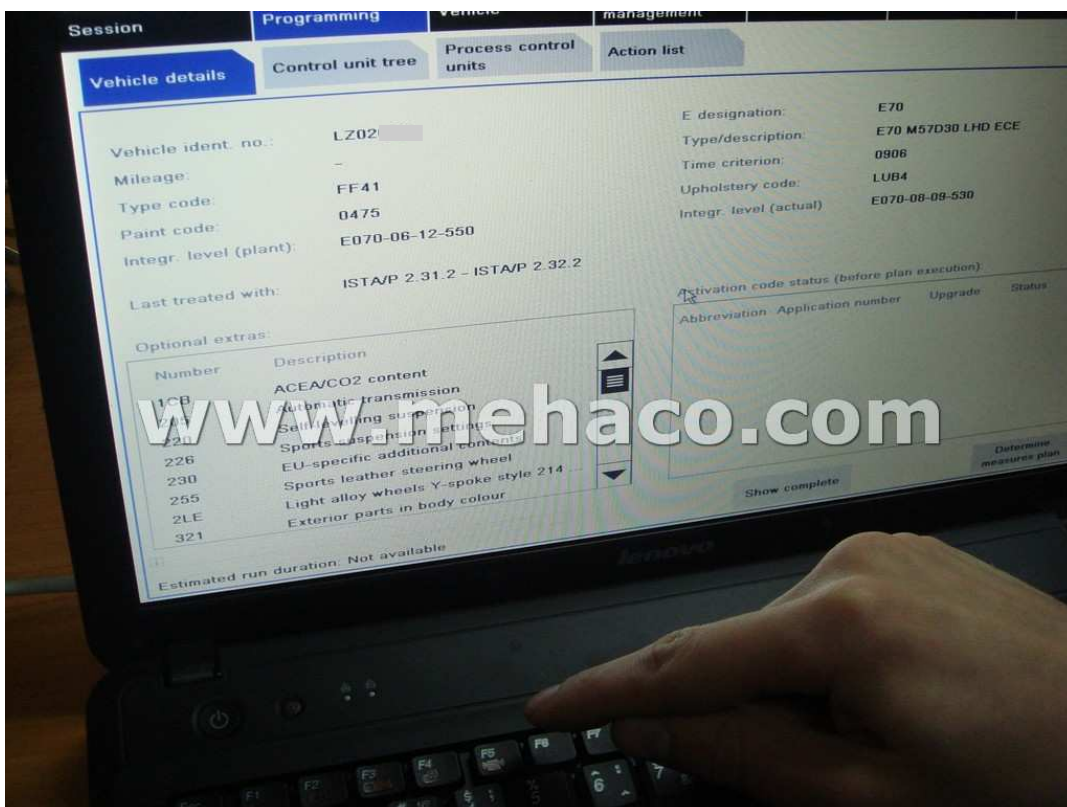 Session
Programming
Vehicle
management
Vehicle details
Control unit tree
Process control
units
Action list
Vehicle ident. no.: LZ02
Mileage: –
Type code: FF41
Paint code: 0475
Integr. level (plant): E070-06-12-550
Last treated with: ISTA/P 2.31.2 – ISTA/P 2.32.2
E designation: E70
Type/description: E70 M57D30 LHD ECE
Time criterion: 0906
Upholstery code: LUB4
Integr. level (actual) E070-08-09-530
Optional extras:
Number Description
1CB ACEA/CO2 content
205 Automatic transmission
220 Self-levelling suspension
226 Sports suspension settings
230 EU-specific additional contents
255 Sports leather steering wheel
2LE Light alloy wheels Y-spoke style 214 ...
321 Exterior parts in body colour
Activation code status (before plan execution)
Abbreviation Application number Upgrade Status
www.mehaco.com
Show complete
Determine
measures plan
Estimated run duration: Not available
lenovo
F1 F2 F3 F4 F5 F6 F7
6 7